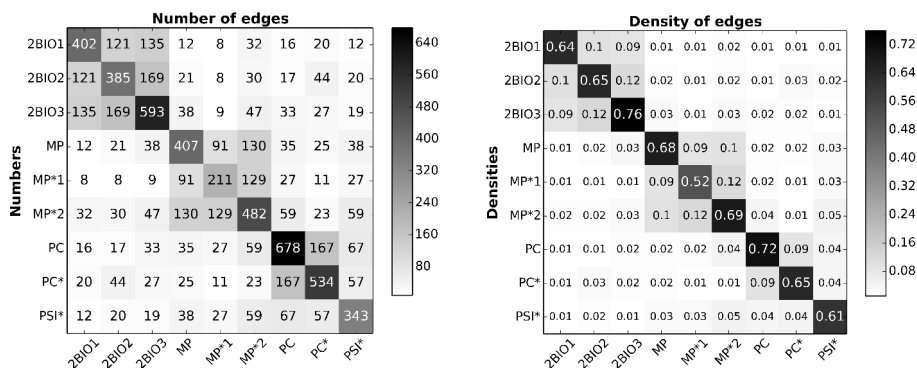 Number of edges
2BIO1 402 121 135 12 8 32 16 20 12
2BIO2 121 385 169 21 8 30 17 44 20
2BIO3 135 169 593 38 9 47 33 27 19
MP 12 21 38 407 91 130 35 25 38
MP*1 8 8 9 91 211 129 27 11 27
MP*2 32 30 47 130 129 482 59 23 59
PC 16 17 33 35 27 59 678 167 67
PC* 20 44 27 25 11 23 167 534 57
PSI* 12 20 19 38 27 59 67 57 343
2BIO1 2BIO2 2BIO3 MP MP*1 MP*2 PC PC* PSI*
Numbers
640
560
480
400
320
240
160
80
Density of edges
2BIO1 0.64 0.1 0.09 0.01 0.01 0.02 0.01 0.01 0.01
2BIO2 0.1 0.65 0.12 0.02 0.01 0.02 0.01 0.03 0.02
2BIO3 0.09 0.12 0.76 0.03 0.01 0.03 0.02 0.02 0.01
MP 0.01 0.02 0.03 0.68 0.09 0.1 0.02 0.02 0.03
MP*1 0.01 0.01 0.01 0.09 0.52 0.12 0.02 0.01 0.03
MP*2 0.02 0.02 0.03 0.1 0.12 0.69 0.04 0.01 0.05
PC 0.01 0.01 0.02 0.02 0.02 0.04 0.72 0.09 0.04
PC* 0.01 0.03 0.02 0.02 0.01 0.01 0.09 0.65 0.04
PSI* 0.01 0.02 0.01 0.03 0.03 0.05 0.04 0.04 0.61
2BIO1 2BIO2 2BIO3 MP MP*1 MP*2 PC PC* PSI*
Densities
0.72
0.64
0.56
0.48
0.40
0.32
0.24
0.16
0.08